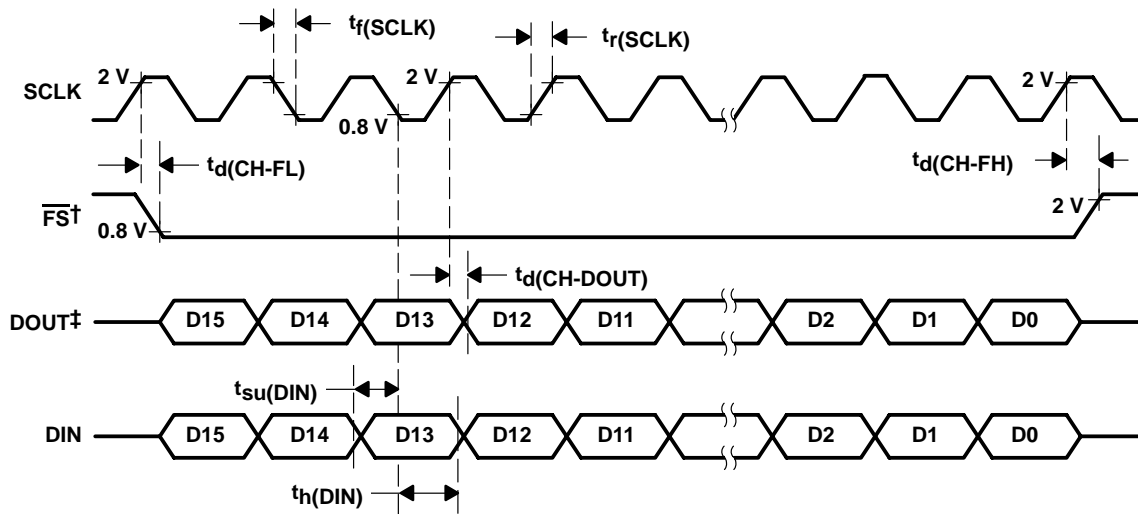 tf(SCLK)
tr(SCLK)
2 V
2 V
2 V
SCLK
0.8 V
td(CH-FL)
td(CH-FH)
FS†
0.8 V
2 V
td(CH-DOUT)
DOUT‡
D15 D14 D13 D12 D11 D2 D1 D0
tsu(DIN)
DIN
D15 D14 D13 D12 D11 D2 D1 D0
th(DIN)